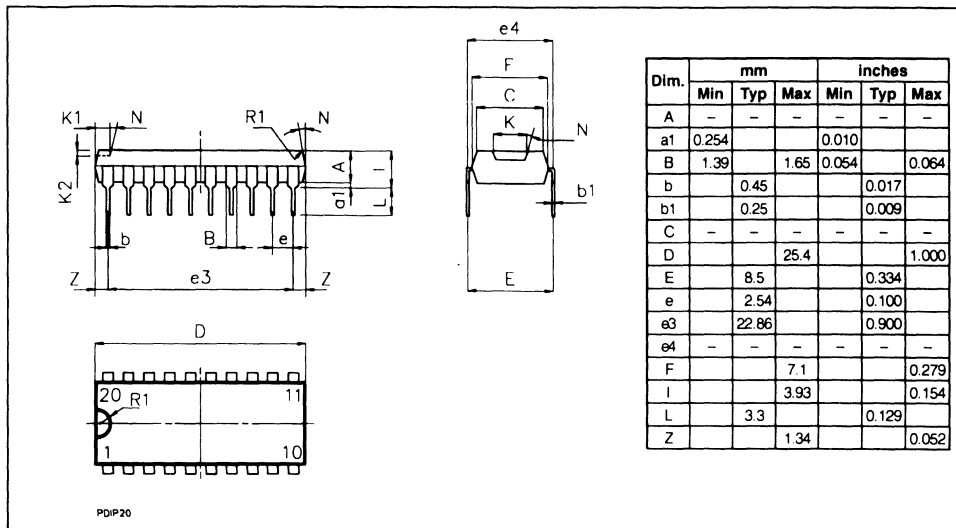 e4
F
C
K
N
K1
N
R1
N
K2
A
a1
I
L
b1
b
B
e
Z
e3
Z
E
D
20
11
R1
1
10
PDIP20
Dim. mm inches
Min Typ Max Min Typ Max
A – – – – – –
a1 0.254 0.010
B 1.39 1.65 0.054 0.064
b 0.45 0.017
b1 0.25 0.009
C – – – – – –
D 25.4 1.000
E 8.5 0.334
e 2.54 0.100
e3 22.86 0.900
e4 – – – – – –
F 7.1 0.279
I 3.93 0.154
L 3.3 0.129
Z 1.34 0.052